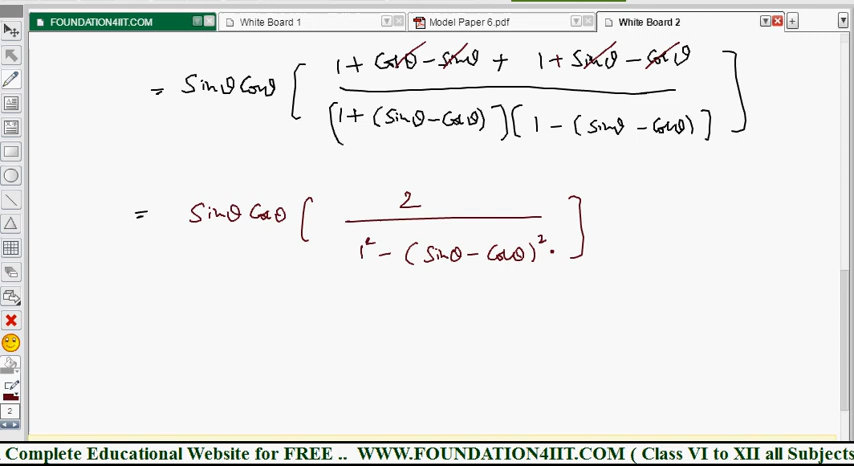 FOUNDATION4IIT.COM White Board 1 Model Paper 6.pdf White Board 2
1 + Cosθ - Sinθ + 1 + Sinθ - Cosθ
= Sinθ Cosθ [ ]
[1 + (Sinθ - Cosθ)] [1 - (Sinθ - Cosθ)]
2
= Sinθ Cosθ [ ]
1² - (Sinθ - Cosθ)²
2
Complete Educational Website for FREE .. WWW.FOUNDATION4IIT.COM ( Class VI to XII all Subjects